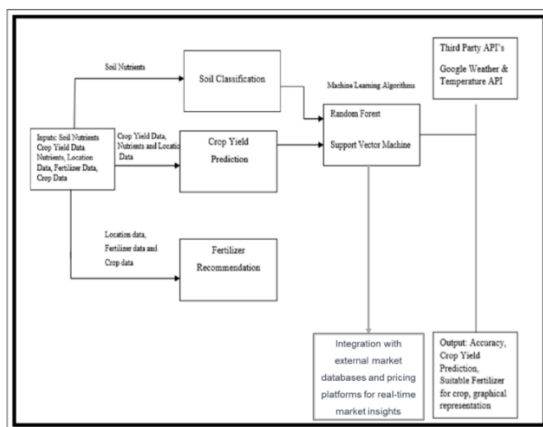 Soil Nutrients
Soil Classification
Machine Learning Algorithms
Random Forest
Support Vector Machine
Third Party API's
Google Weather &
Temperature API
Inputs: Soil Nutrients
Crop Yield Data
Nutrients, Location
Data, Fertilizer Data,
Crop Data
Crop Yield Data,
Nutrients and Locatio
Data
Crop Yield
Prediction
Location data,
Fertilizer data and
Crop data
Fertilizer
Recommendation
Integration with
external market
databases and pricing
platforms for real-time
market insights
Output: Accuracy,
Crop Yield
Prediction,
Suitable Fertilizer
for crop, graphical
representation